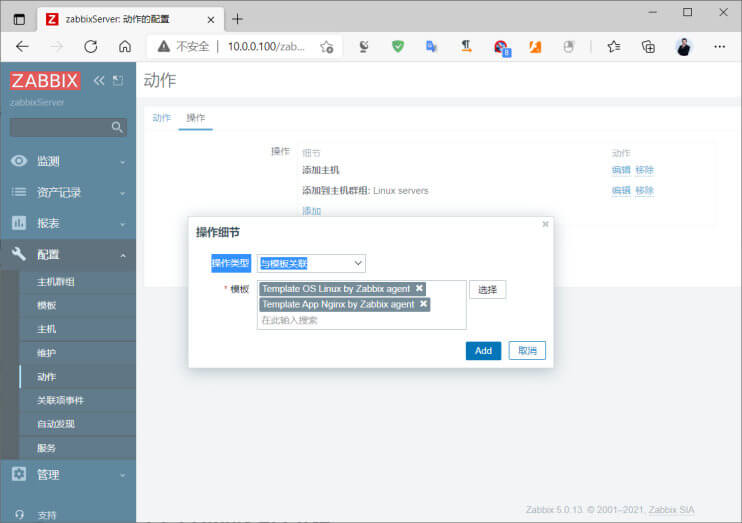 zabbixServer: 动作的配置
不安全 10.0.0.100/zab...
ZABBIX
zabbixServer
监测
资产记录
报表
配置
主机群组
模板
主机
维护
动作
关联项事件
自动发现
服务
管理
支持
动作
动作 操作
操作 细节 动作
添加主机 编辑 移除
添加到主机群组: Linux servers 编辑 移除
添加
操作细节
操作类型 与模板关联
* 模板 Template OS Linux by Zabbix agent 选择
Template App Nginx by Zabbix agent
在此输入搜索
Add 取消
Zabbix 5.0.13. © 2001–2021, Zabbix SIA